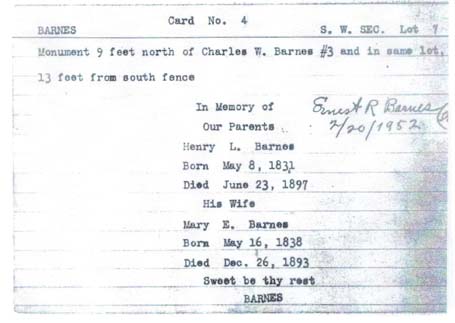 Card No. 4
BARNES S. W. SEC. Lot 7
Monument 9 feet north of Charles W. Barnes #3 and in same lot,
13 feet from south fence
In Memory of
Our Parents
Ernest R Barnes
2/20/1952
Henry L. Barnes
Born May 8, 1831
Died June 23, 1897
His Wife
Mary E. Barnes
Born May 16, 1838
Died Dec. 26, 1893
Sweet be thy rest
BARNES